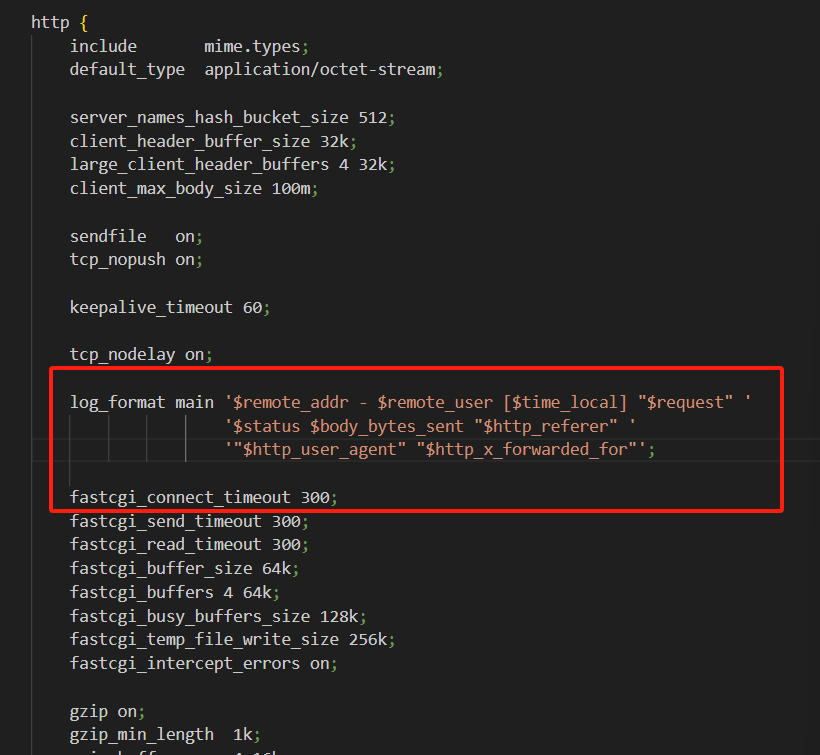 http {
include       mime.types;
default_type  application/octet-stream;
server_names_hash_bucket_size 512;
client_header_buffer_size 32k;
large_client_header_buffers 4 32k;
client_max_body_size 100m;
sendfile   on;
tcp_nopush on;
keepalive_timeout 60;
tcp_nodelay on;
log_format main '$remote_addr - $remote_user [$time_local] "$request" '
'$status $body_bytes_sent "$http_referer" '
'"$http_user_agent" "$http_x_forwarded_for"';
fastcgi_connect_timeout 300;
fastcgi_send_timeout 300;
fastcgi_read_timeout 300;
fastcgi_buffer_size 64k;
fastcgi_buffers 4 64k;
fastcgi_busy_buffers_size 128k;
fastcgi_temp_file_write_size 256k;
fastcgi_intercept_errors on;
gzip on;
gzip_min_length  1k;